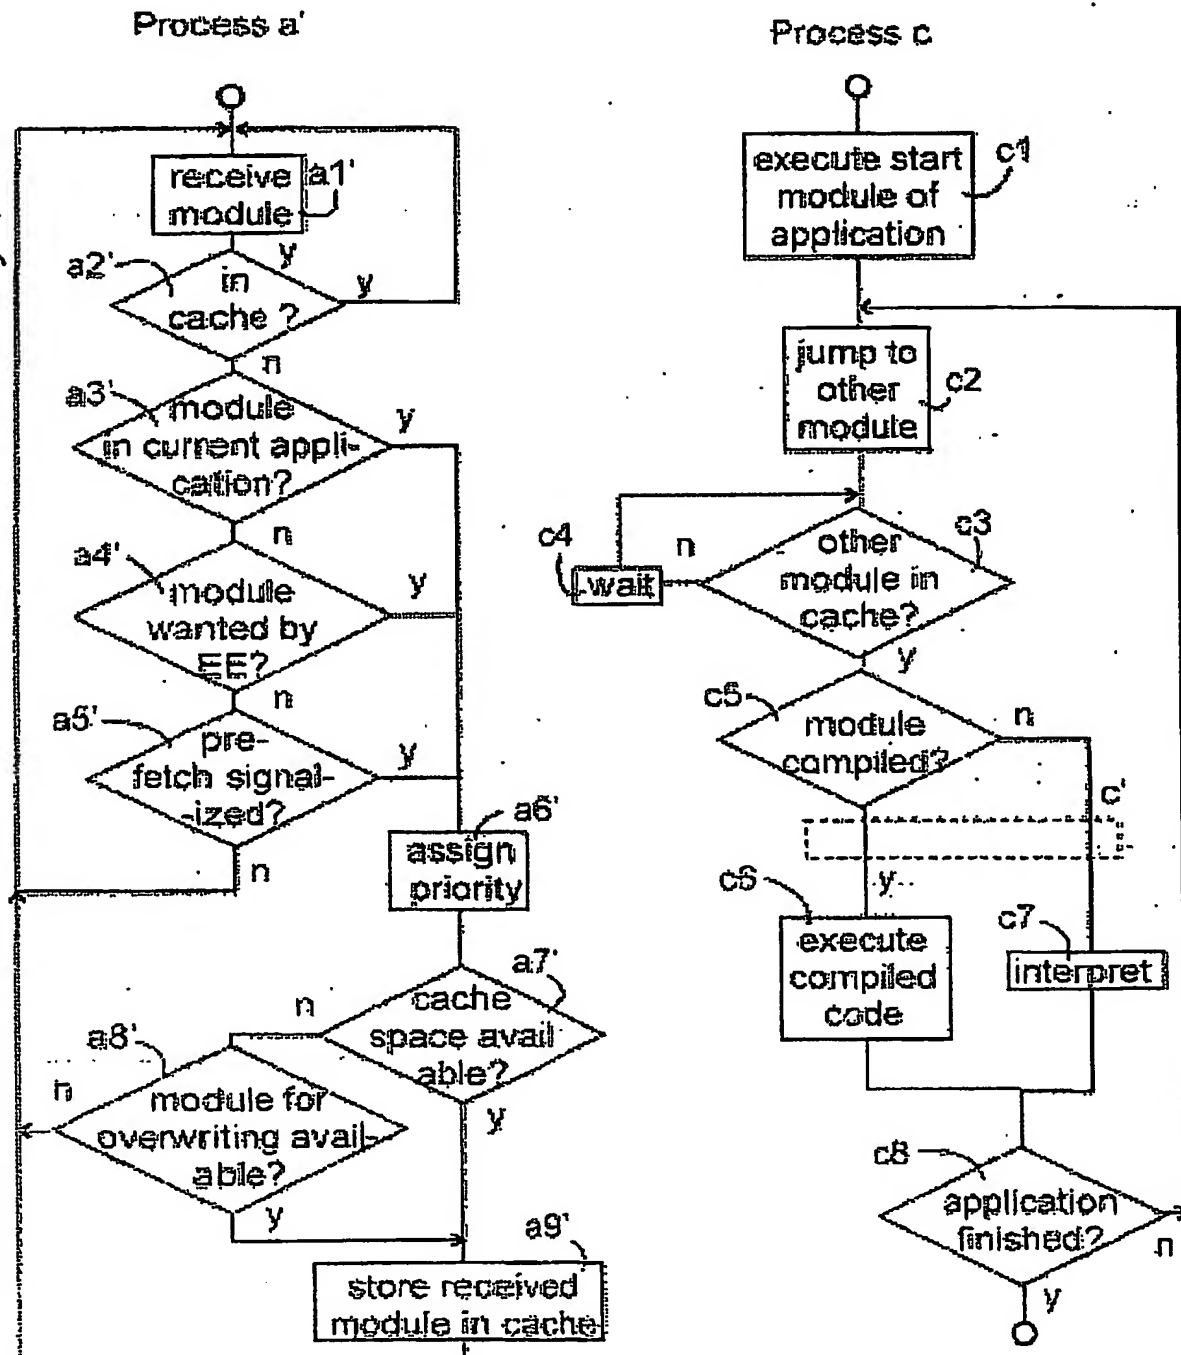 Process a'
receive
module
a1'
y
a2'
in
cache ?
y
n
a3'
module
in current appli-
cation?
y
n
a4'
module
wanted by
EE?
y
n
a5'
pre-
fetch signal-
-ized?
y
n
a6'
assign
priority
a7'
cache
space avail
able?
n
y
a8'
module for
overwriting avail-
able?
n
y
a9'
store received
module in cache
Process c
execute start
module of
application
c1
jump to
other
module
c2
c3
other
module in
cache?
n
c4
wait
y
c5
module
compiled?
n
c'
y
c6
execute
compiled
code
c7
interpret
c8
application
finished?
n
y